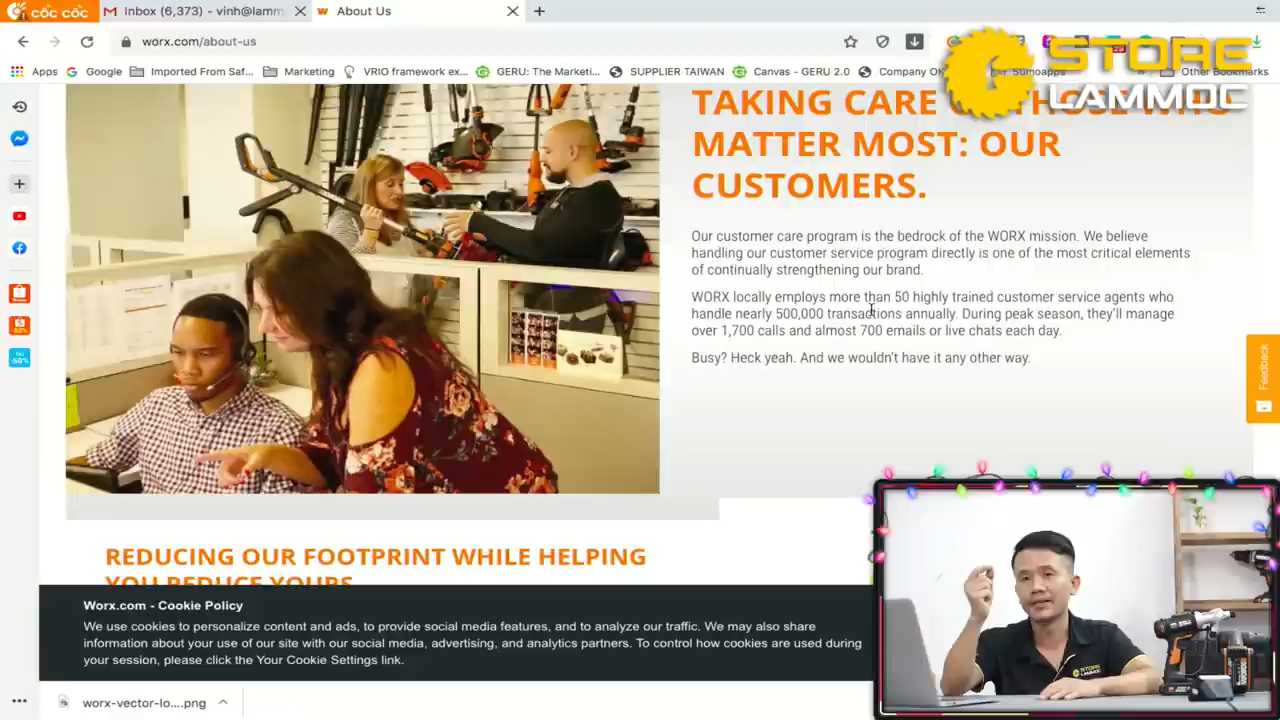 cốc cốc
Inbox (6,373) - vinh@lamm
About Us
worx.com/about-us
Apps
Google
Imported From Saf...
Marketing
VRIO framework ex...
GERU: The Marketi...
SUPPLIER TAIWAN
Canvas - GERU 2.0
Company OK
Sumoapps
Other Bookmarks
STORE
LAMMOC
TAKING CARE OF THOSE WHO
MATTER MOST: OUR
CUSTOMERS.
Our customer care program is the bedrock of the WORX mission. We believe
handling our customer service program directly is one of the most critical elements
of continually strengthening our brand.
WORX locally employs more than 50 highly trained customer service agents who
handle nearly 500,000 transactions annually. During peak season, they'll manage
over 1,700 calls and almost 700 emails or live chats each day.
Busy? Heck yeah. And we wouldn't have it any other way.
Feedback
REDUCING OUR FOOTPRINT WHILE HELPING
YOU REDUCE YOURS
Worx.com - Cookie Policy
We use cookies to personalize content and ads, to provide social media features, and to analyze our traffic. We may also share
information about your use of our site with our social media, advertising, and analytics partners. To control how cookies are used during
your session, please click the Your Cookie Settings link.
STORE
worx-vector-lo....png